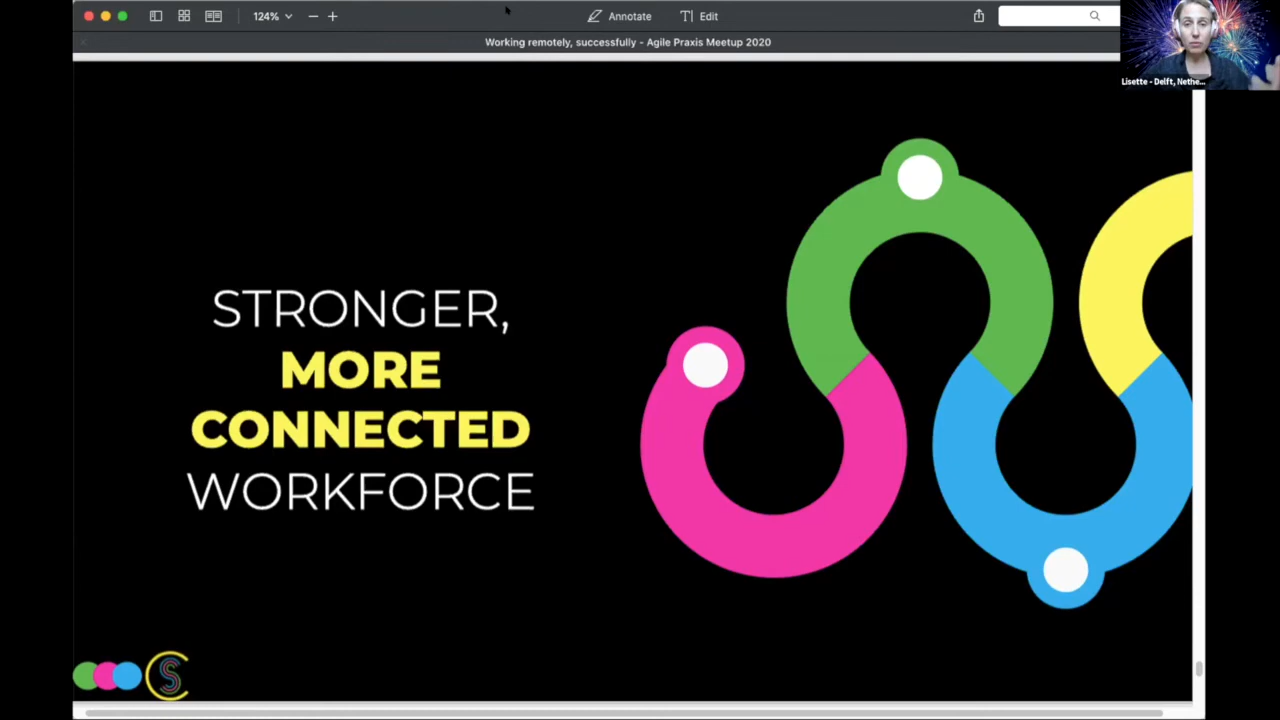 124%
Annotate
Edit
Working remotely, successfully - Agile Praxis Meetup 2020
Lisette - Delft, Nethe...
STRONGER,
MORE
CONNECTED
WORKFORCE